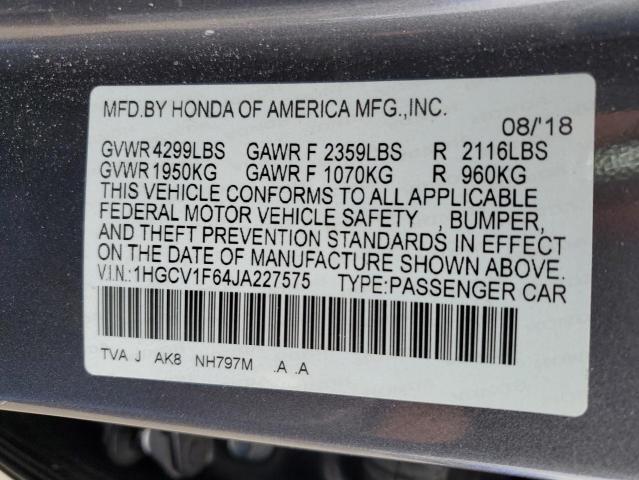 MFD.BY HONDA OF AMERICA MFG.,INC.
08/'18
GVWR 4299LBS GAWR F 2359LBS R 2116LBS
GVWR 1950KG GAWR F 1070KG R 960KG
THIS VEHICLE CONFORMS TO ALL APPLICABLE
FEDERAL MOTOR VEHICLE SAFETY , BUMPER,
AND THEFT PREVENTION STANDARDS IN EFFECT
ON THE DATE OF MANUFACTURE SHOWN ABOVE.
V.I.N.:1HGCV1F64JA227575 TYPE:PASSENGER CAR
TVA J AK8 NH797M .A .A